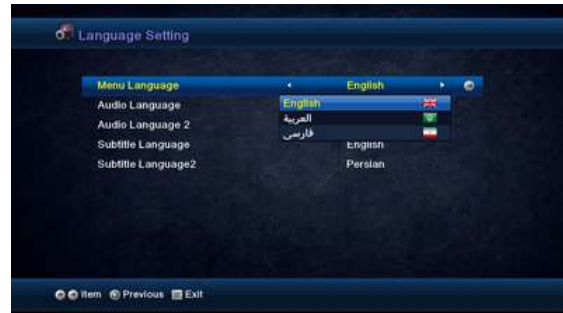 Language Setting
Menu Language English
Audio Language English
Audio Language 2 العربية
فارسی
Subtitle Language English
Subtitle Language2 Persian
Item Previous Exit